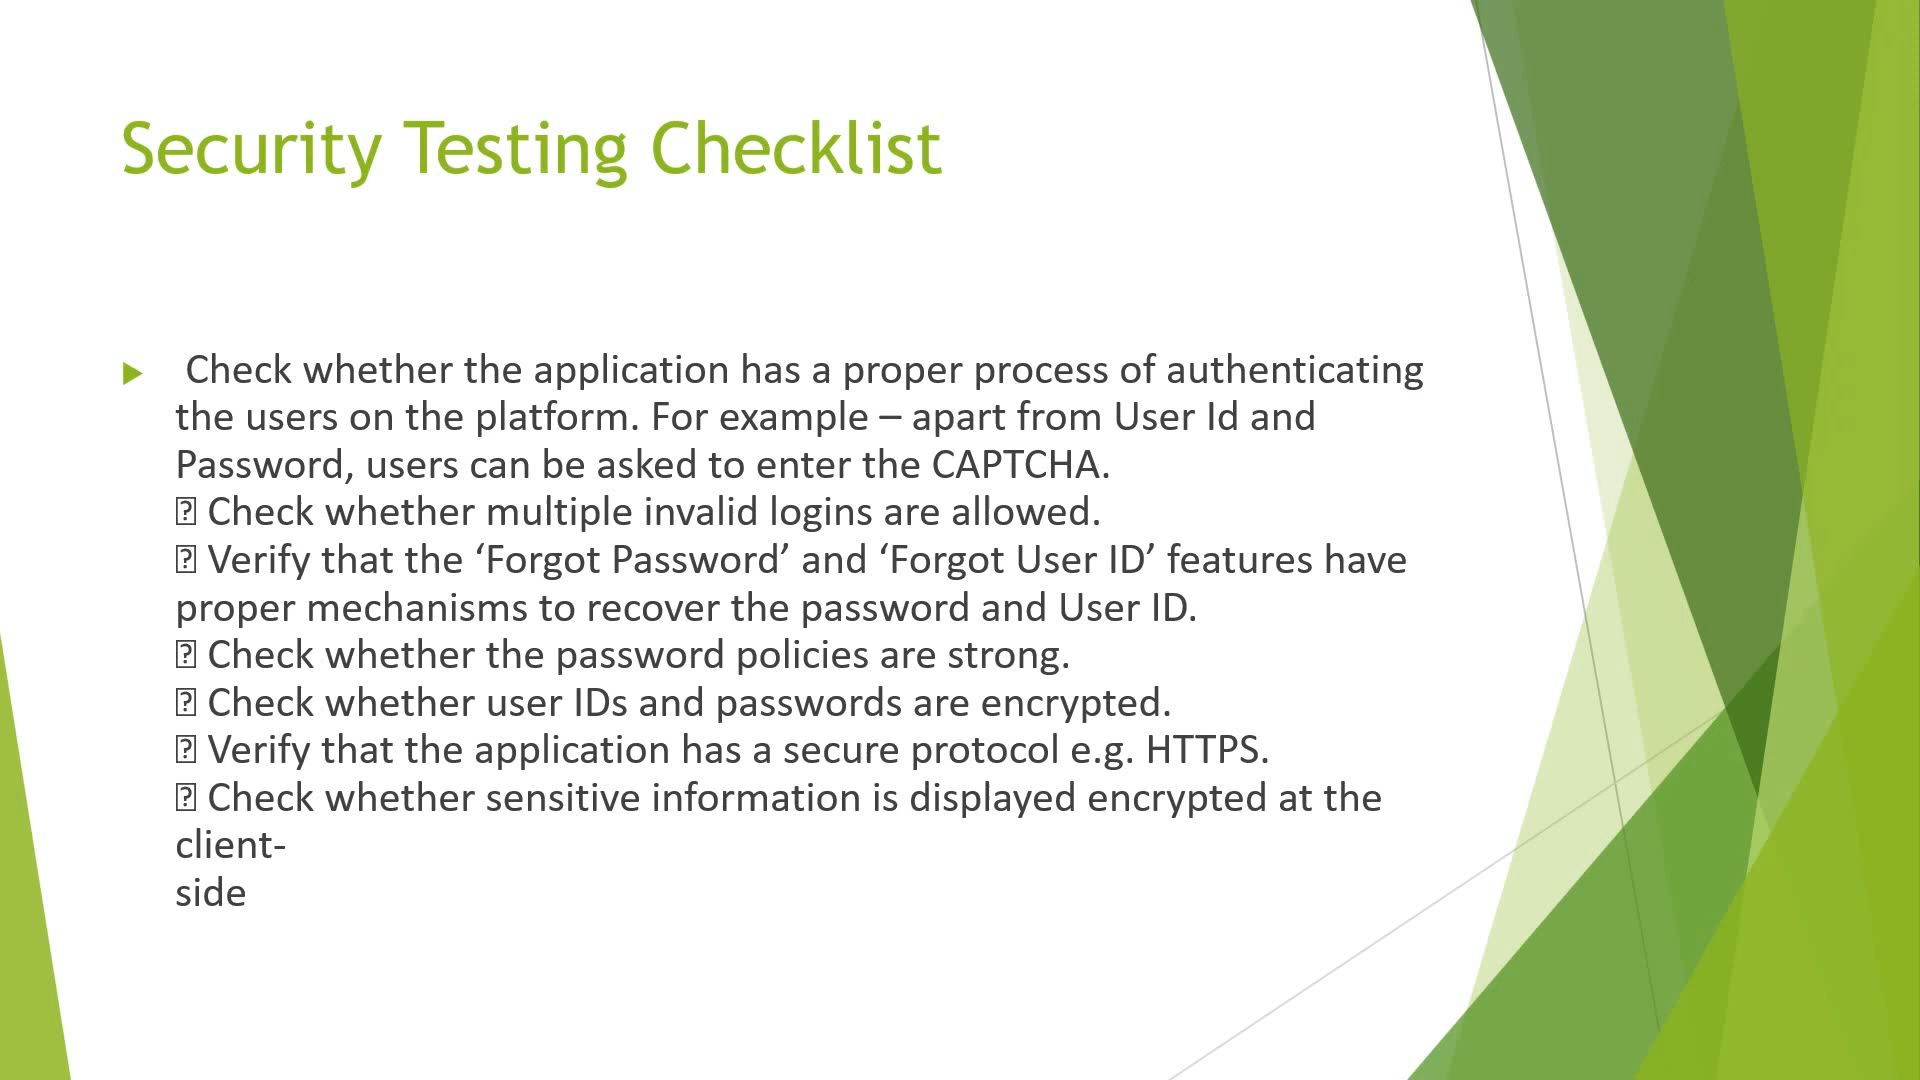 Security Testing Checklist
▶ Check whether the application has a proper process of authenticating
the users on the platform. For example – apart from User Id and
Password, users can be asked to enter the CAPTCHA.
⍰ Check whether multiple invalid logins are allowed.
⍰ Verify that the ‘Forgot Password’ and ‘Forgot User ID’ features have
proper mechanisms to recover the password and User ID.
⍰ Check whether the password policies are strong.
⍰ Check whether user IDs and passwords are encrypted.
⍰ Verify that the application has a secure protocol e.g. HTTPS.
⍰ Check whether sensitive information is displayed encrypted at the
client-
side